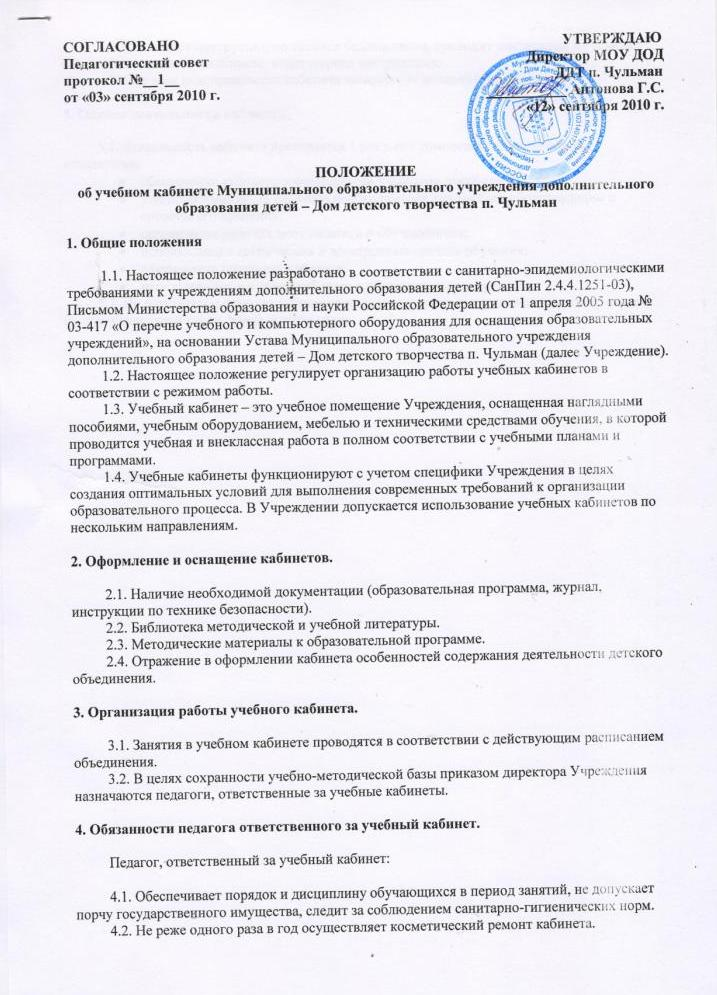 СОГЛАСОВАНО
Педагогический совет
протокол №__1__
от «03» сентября 2010 г.
УТВЕРЖДАЮ
Директор МОУ ДОД
ДДТ п. Чульман
Антонова Г.С.
«12» сентября 2010 г.
ПОЛОЖЕНИЕ
об учебном кабинете Муниципального образовательного учреждения дополнительного
образования детей – Дом детского творчества п. Чульман
1. Общие положения
1.1. Настоящее положение разработано в соответствии с санитарно-эпидемиологическими
требованиями к учреждениям дополнительного образования детей (СанПин 2.4.4.1251-03),
Письмом Министерства образования и науки Российской Федерации от 1 апреля 2005 года №
03-417 «О перечне учебного и компьютерного оборудования для оснащения образовательных
учреждений», на основании Устава Муниципального образовательного учреждения
дополнительного образования детей – Дом детского творчества п. Чульман (далее Учреждение).
1.2. Настоящее положение регулирует организацию работы учебных кабинетов в
соответствии с режимом работы.
1.3. Учебный кабинет – это учебное помещение Учреждения, оснащенная наглядными
пособиями, учебным оборудованием, мебелью и техническими средствами обучения, в которой
проводится учебная и внеклассная работа в полном соответствии с учебными планами и
программами.
1.4. Учебные кабинеты функционируют с учетом специфики Учреждения в целях
создания оптимальных условий для выполнения современных требований к организации
образовательного процесса. В Учреждении допускается использование учебных кабинетов по
нескольким направлениям.
2. Оформление и оснащение кабинетов.
2.1. Наличие необходимой документации (образовательная программа, журнал,
инструкции по технике безопасности).
2.2. Библиотека методической и учебной литературы.
2.3. Методические материалы к образовательной программе.
2.4. Отражение в оформлении кабинета особенностей содержания деятельности детского
объединения.
3. Организация работы учебного кабинета.
3.1. Занятия в учебном кабинете проводятся в соответствии с действующим расписанием
объединения.
3.2. В целях сохранности учебно-методической базы приказом директора Учреждения
назначаются педагоги, ответственные за учебные кабинеты.
4. Обязанности педагога ответственного за учебный кабинет.
Педагог, ответственный за учебный кабинет:
4.1. Обеспечивает порядок и дисциплину обучающихся в период занятий, не допускает
порчу государственного имущества, следит за соблюдением санитарно-гигиенических норм.
4.2. Не реже одного раза в год осуществляет косметический ремонт кабинета.